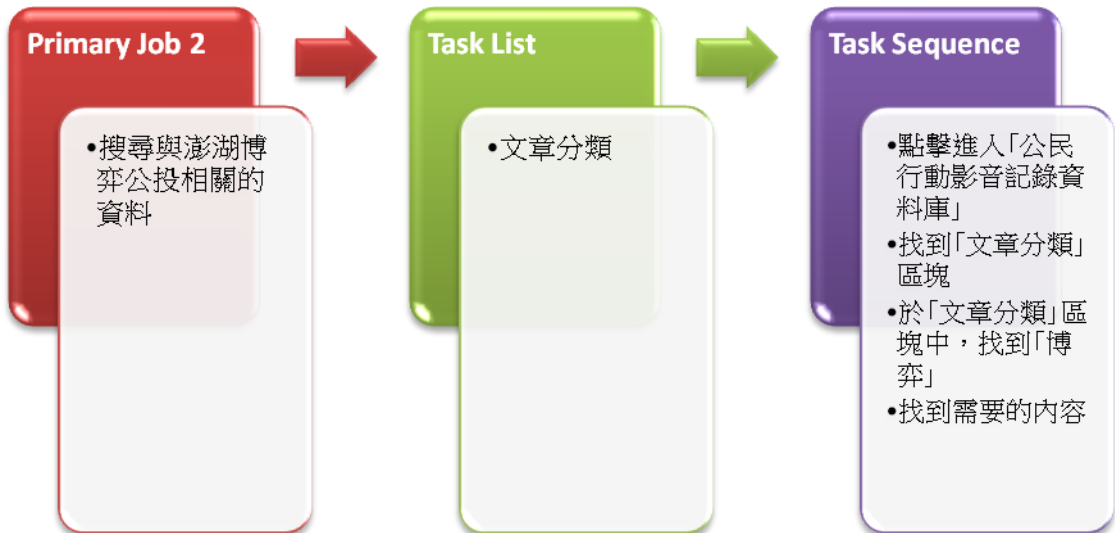 Primary Job 2
•搜尋與澎湖博
弈公投相關的
資料
Task List
•文章分類
Task Sequence
•點擊進入「公民
行動影音記錄資
料庫」
•找到「文章分類」
區塊
•於「文章分類」區
塊中，找到「博
弈」
•找到需要的內容